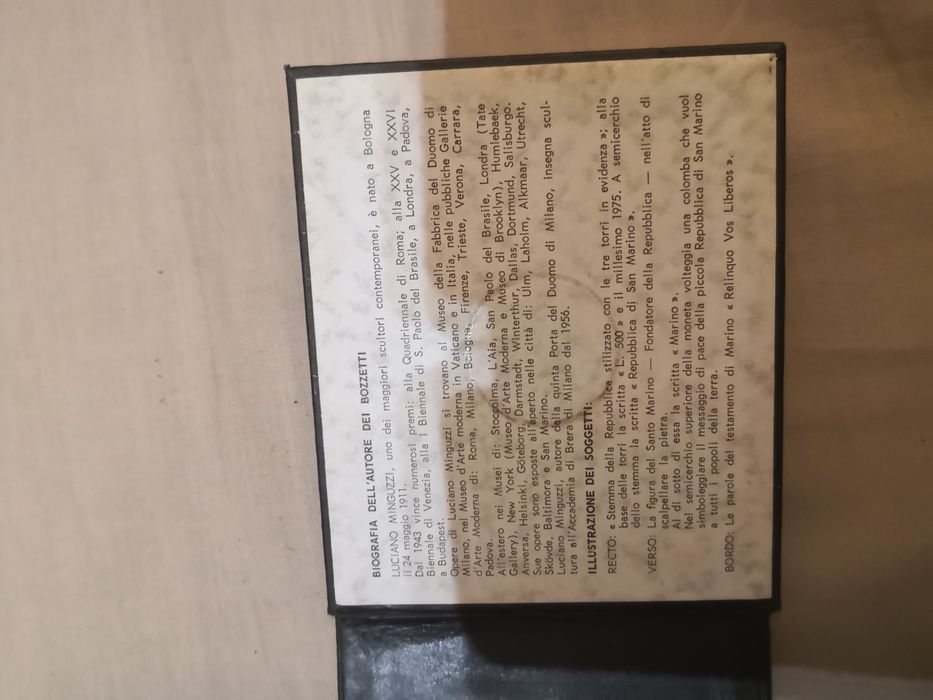 BIOGRAFIA DELL'AUTORE DEI BOZZETTI
LUCIANO MINGUZZI, uno dei maggiori scultori contemporanei, è nato a Bologna
il 24 maggio 1911.
Dal 1943 vince numerosi premi: alla Quadriennale di Roma; alla XXV e XXVI
Biennale di Venezia, alla I Biennale di S. Paolo del Brasile, a Londra, a Padova,
a Budapest.
Opere di Luciano Minguzzi si trovano al Museo della Fabbrica del Duomo di
Milano, nel Museo d'Arte moderna in Vaticano e in Italia, nelle pubbliche Gallerie
d'Arte Moderna di: Roma, Milano, Bologna, Firenze, Trieste, Verona, Carrara,
Padova.
All'estero nei Musei di: Stoccolma, L'Aia, San Paolo del Brasile, Londra (Tate
Gallery), New York (Museo d'Arte Moderna e Museo di Brooklyn), Humlebaek,
Anversa, Helsinki, Göteborg, Darmstadt, Winterthur, Dallas, Dortmund, Salisburgo.
Sue opere sono esposte all'aperto nelle città di: Ulm, Laholm, Alkmaar, Utrecht,
Skövde, Baltimora e San Marino.
Luciano Minguzzi, autore della quinta Porta del Duomo di Milano, insegna scul-
tura all'Accademia di Brera di Milano dal 1956.
ILLUSTRAZIONE DEI SOGGETTI:
RECTO: « Stemma della Repubblica stilizzato con le tre torri in evidenza »; alla
base delle torri la scritta « L. 500 » e il millesimo 1975. A semicerchio
dello stemma la scritta « Repubblica di San Marino ».
VERSO: La figura del Santo Marino — Fondatore della Repubblica — nell'atto di
scalpellare la pietra.
Al di sotto di essa la scritta « Marino ».
Nel semicerchio superiore della moneta volteggia una colomba che vuol
simboleggiare il messaggio di pace della piccola Repubblica di San Marino
a tutti i popoli della terra.
BORDO: Le parole del testamento di Marino « Relinquo Vos Liberos ».